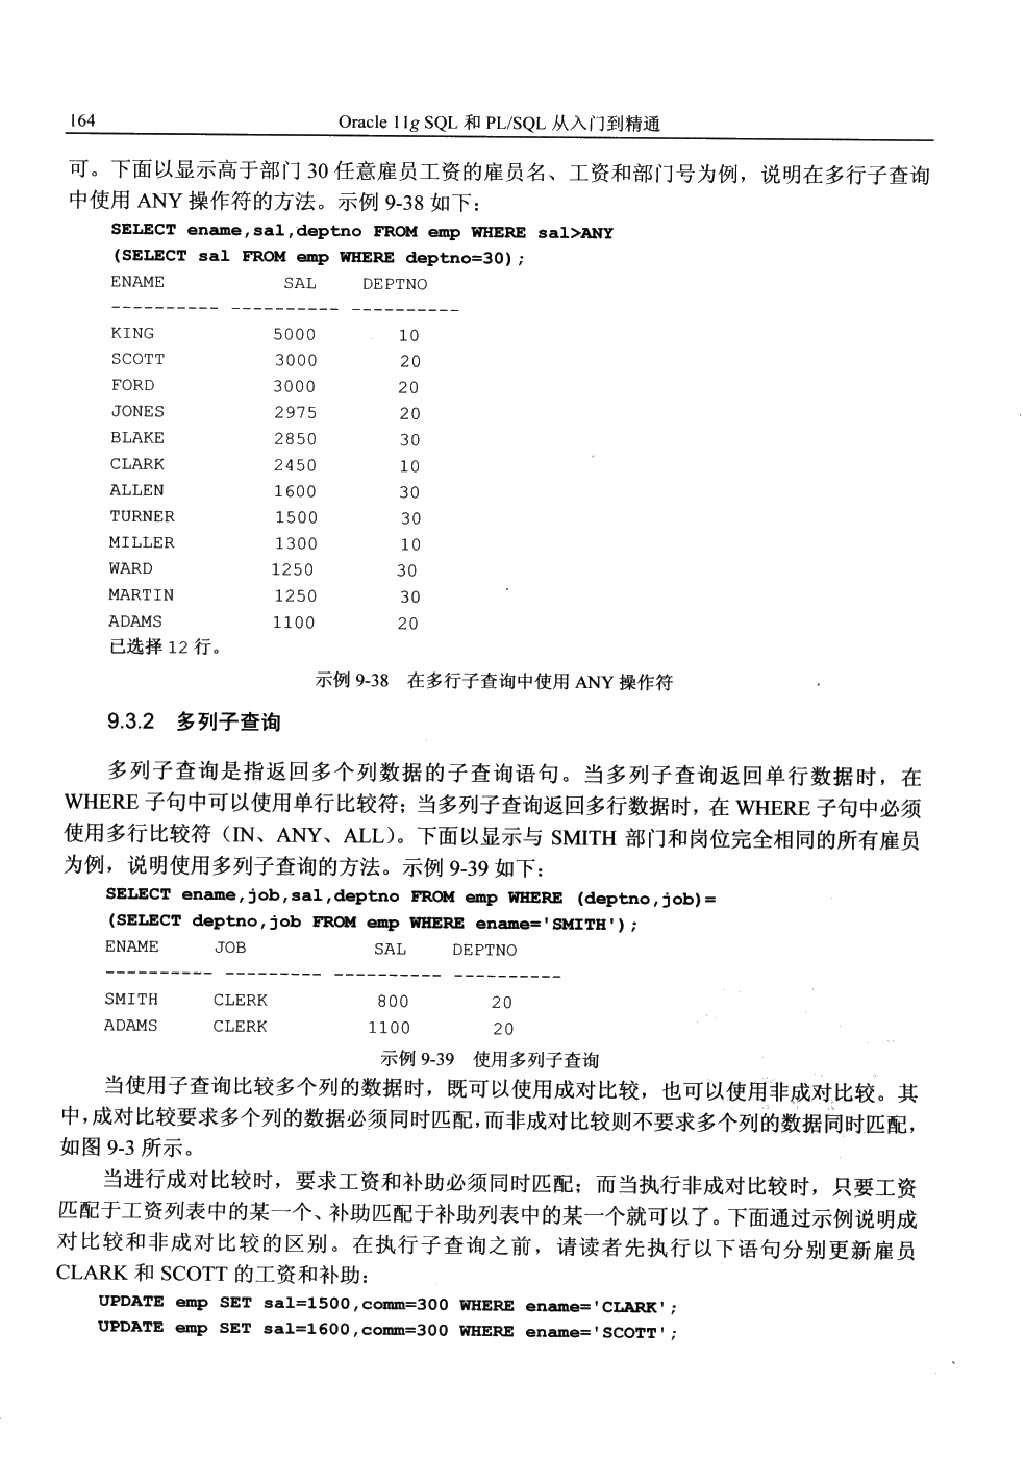 164 Oracle 11g SQL 和 PL/SQL 从入门到精通
可。下面以显示高于部门 30 任意雇员工资的雇员名、工资和部门号为例，说明在多行子查询
中使用 ANY 操作符的方法。示例 9-38 如下：
SELECT ename,sal,deptno FROM emp WHERE sal>ANY
(SELECT sal FROM emp WHERE deptno=30);
ENAME SAL DEPTNO
---------- ---------- ----------
KING 5000 10
SCOTT 3000 20
FORD 3000 20
JONES 2975 20
BLAKE 2850 30
CLARK 2450 10
ALLEN 1600 30
TURNER 1500 30
MILLER 1300 10
WARD 1250 30
MARTIN 1250 30
ADAMS 1100 20
已选择 12 行。
示例 9-38 在多行子查询中使用 ANY 操作符
9.3.2 多列子查询
多列子查询是指返回多个列数据的子查询语句。当多列子查询返回单行数据时，在
WHERE 子句中可以使用单行比较符；当多列子查询返回多行数据时，在 WHERE 子句中必须
使用多行比较符（IN、ANY、ALL）。下面以显示与 SMITH 部门和岗位完全相同的所有雇员
为例，说明使用多列子查询的方法。示例 9-39 如下：
SELECT ename,job,sal,deptno FROM emp WHERE (deptno,job)=
(SELECT deptno,job FROM emp WHERE ename='SMITH');
ENAME JOB SAL DEPTNO
---------- --------- ---------- ----------
SMITH CLERK 800 20
ADAMS CLERK 1100 20
示例 9-39 使用多列子查询
当使用子查询比较多个列的数据时，既可以使用成对比较，也可以使用非成对比较。其
中，成对比较要求多个列的数据必须同时匹配，而非成对比较则不要求多个列的数据同时匹配，
如图 9-3 所示。
当进行成对比较时，要求工资和补助必须同时匹配；而当执行非成对比较时，只要工资
匹配于工资列表中的某一个、补助匹配于补助列表中的某一个就可以了。下面通过示例说明成
对比较和非成对比较的区别。在执行子查询之前，请读者先执行以下语句分别更新雇员
CLARK 和 SCOTT 的工资和补助：
UPDATE emp SET sal=1500,comm=300 WHERE ename='CLARK';
UPDATE emp SET sal=1600,comm=300 WHERE ename='SCOTT';